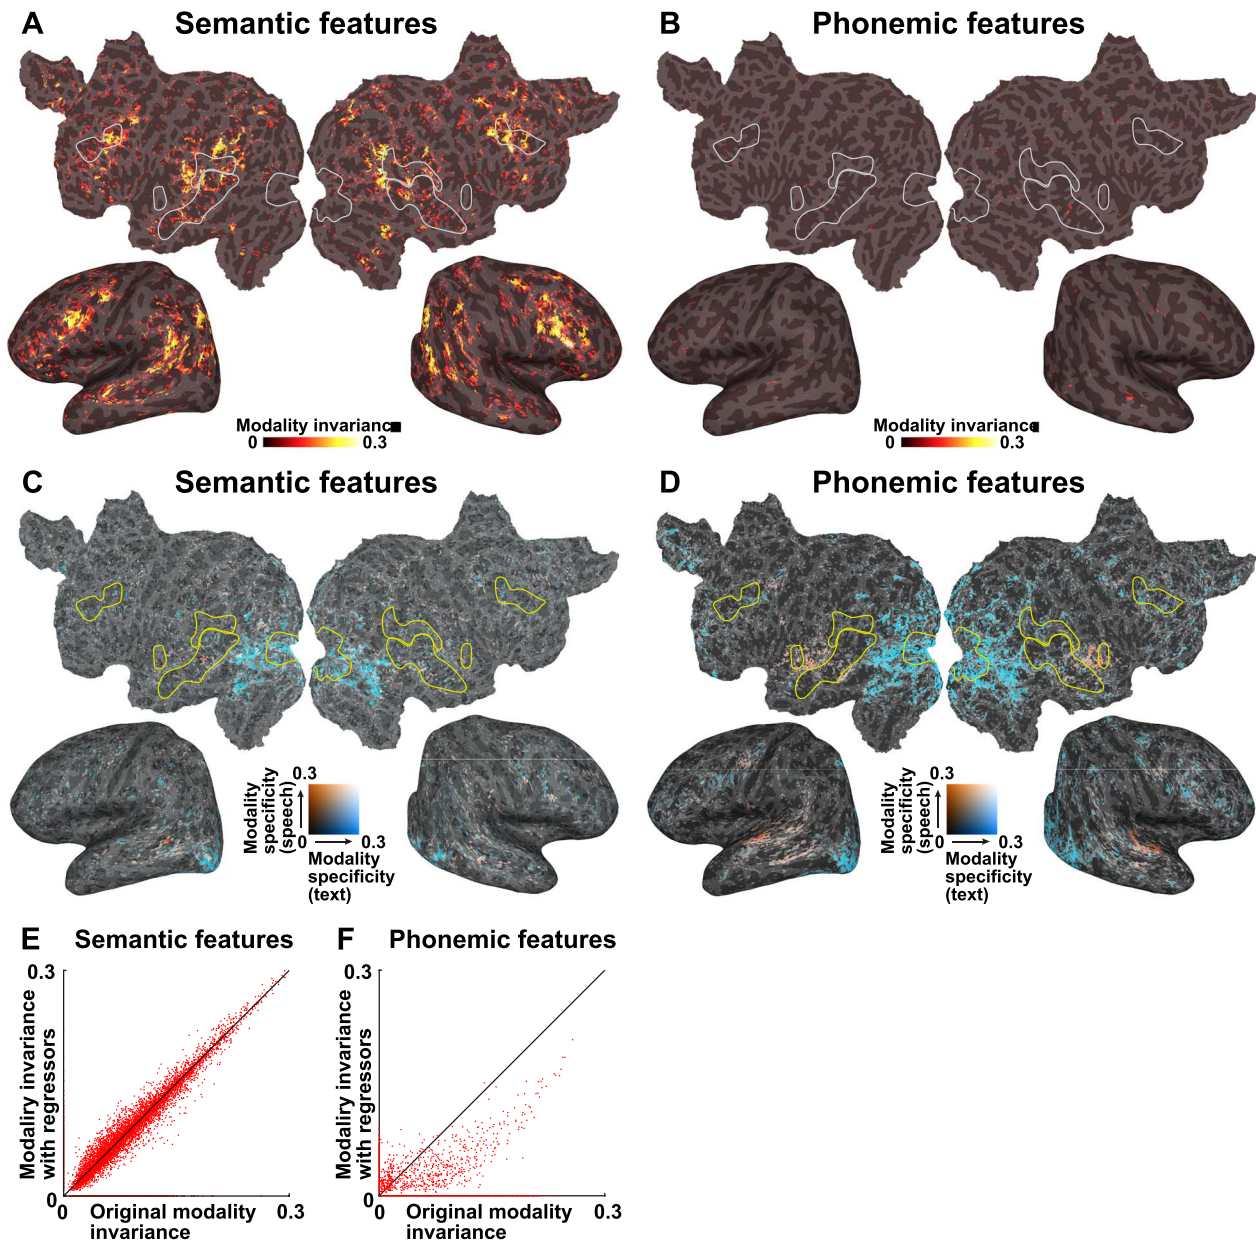 A Semantic features
B Phonemic features
Modality invariance
0 0.3
Modality invariance
0 0.3
C Semantic features
D Phonemic features
0.3
Modality
specificity
(speech)
0 0.3
Modality
specificity
(text)
0.3
Modality
specificity
(speech)
0 0.3
Modality
specificity
(text)
E Semantic features
0.3
Modaliry invariance
with regressors
0
0 0.3
Original modality
invariance
F Phonemic features
0.3
Modaliry invariance
with regressors
0
0 0.3
Original modality
invariance